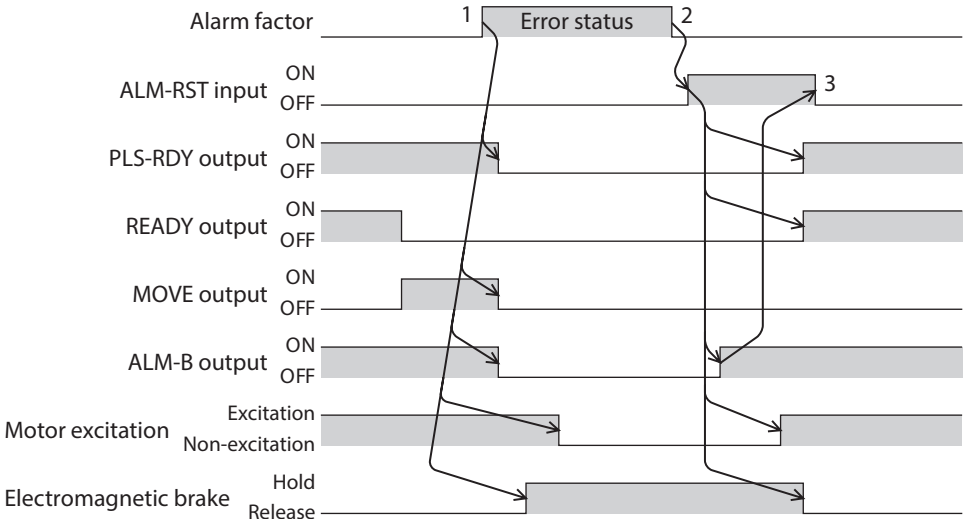 Alarm factor
1
Error status
2
ALM-RST input
ON
OFF
3
PLS-RDY output
ON
OFF
READY output
ON
OFF
MOVE output
ON
OFF
ALM-B output
ON
OFF
Motor excitation
Excitation
Non-excitation
Electromagnetic brake
Hold
Release